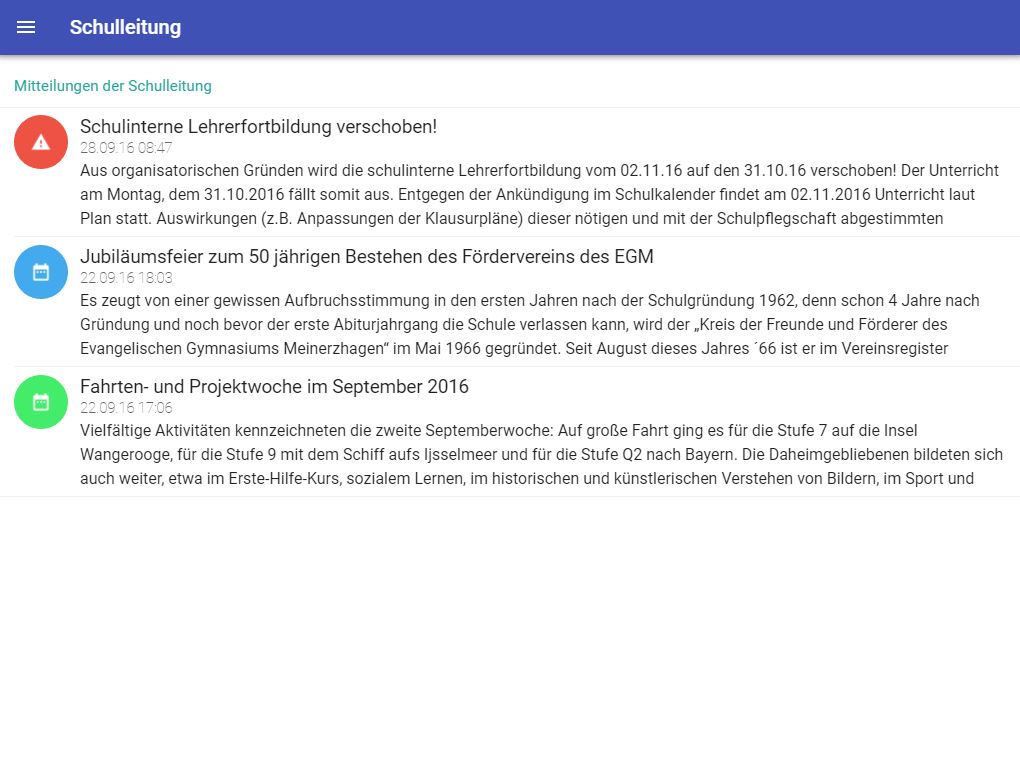 Schulleitung
Mitteilungen der Schulleitung
Schulinterne Lehrerfortbildung verschoben!
28.09.16 08:47
Aus organisatorischen Gründen wird die schulinterne Lehrerfortbildung vom 02.11.16 auf den 31.10.16 verschoben! Der Unterricht
am Montag, dem 31.10.2016 fällt somit aus. Entgegen der Ankündigung im Schulkalender findet am 02.11.2016 Unterricht laut
Plan statt. Auswirkungen (z.B. Anpassungen der Klausurpläne) dieser nötigen und mit der Schulpflegschaft abgestimmten
Jubiläumsfeier zum 50 jährigen Bestehen des Fördervereins des EGM
22.09.16 18:03
Es zeugt von einer gewissen Aufbruchsstimmung in den ersten Jahren nach der Schulgründung 1962, denn schon 4 Jahre nach
Gründung und noch bevor der erste Abiturjahrgang die Schule verlassen kann, wird der „Kreis der Freunde und Förderer des
Evangelischen Gymnasiums Meinerzhagen“ im Mai 1966 gegründet. Seit August dieses Jahres ´66 ist er im Vereinsregister
Fahrten- und Projektwoche im September 2016
22.09.16 17:06
Vielfältige Aktivitäten kennzeichneten die zweite Septemberwoche: Auf große Fahrt ging es für die Stufe 7 auf die Insel
Wangerooge, für die Stufe 9 mit dem Schiff aufs Ijsselmeer und für die Stufe Q2 nach Bayern. Die Daheimgebliebenen bildeten sich
auch weiter, etwa im Erste-Hilfe-Kurs, sozialem Lernen, im historischen und künstlerischen Verstehen von Bildern, im Sport und